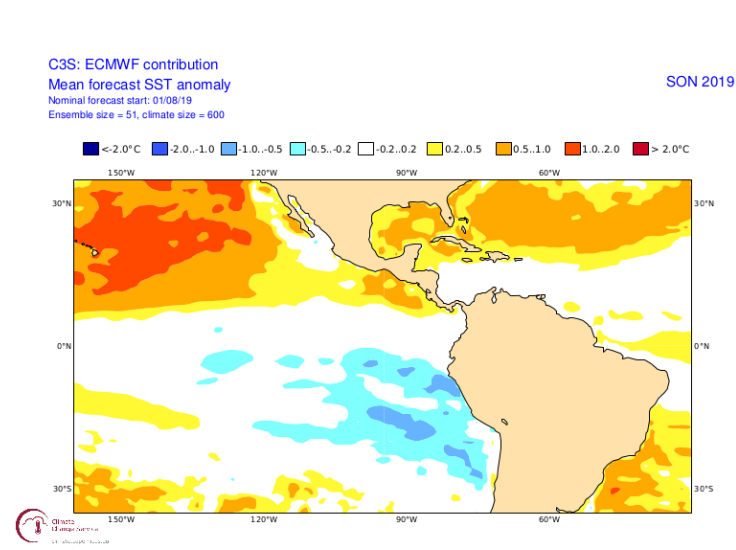 C3S: ECMWF contribution
Mean forecast SST anomaly
SON 2019
Nominal forecast start: 01/08/19
Ensemble size = 51, climate size = 600
<-2.0°C -2.0..-1.0 -1.0..-0.5 -0.5..-0.2 -0.2..0.2 0.2..0.5 0.5..1.0 1.0..2.0 > 2.0°C
150°W 120°W 90°W 60°W
30°N 30°N
0°N 0°N
30°S 30°S
150°W 120°W 90°W 60°W
Climate
Change Service